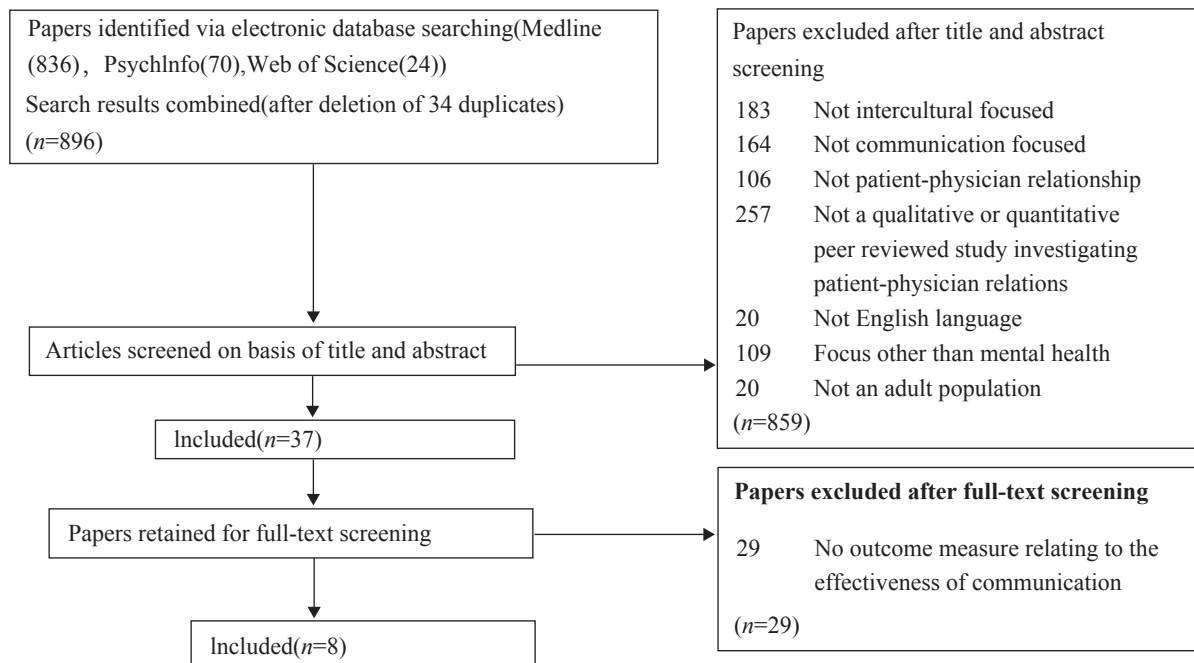 Papers identified via electronic database searching(Medline
(836)，PsychlNfo(70),Web of Science(24))
Search results combined(after deletion of 34 duplicates)
(n=896)
Papers excluded after title and abstract
screening
183 Not intercultural focused
164 Not communication focused
106 Not patient-physician relationship
257 Not a qualitative or quantitative
peer reviewed study investigating
patient-physician relations
20 Not English language
109 Focus other than mental health
20 Not an adult population
(n=859)
Articles screened on basis of title and abstract
lncluded(n=37)
Papers retained for full-text screening
Papers excluded after full-text screening
29 No outcome measure relating to the
effectiveness of communication
(n=29)
lncluded(n=8)